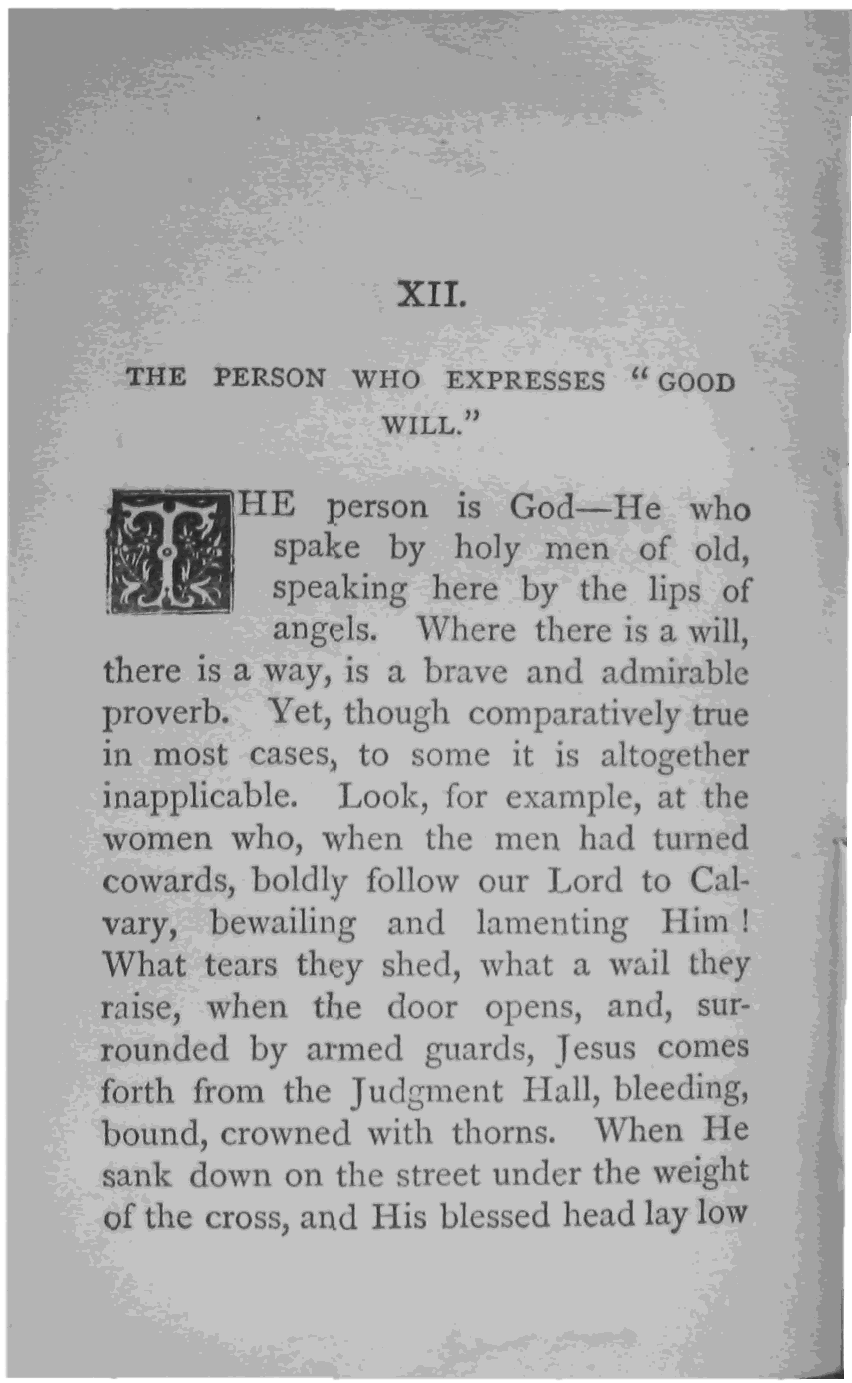 XII.
THE PERSON WHO EXPRESSES “ GOOD
WILL.”
THE person is God—He who
spake by holy men of old,
speaking here by the lips of
angels. Where there is a will,
there is a way, is a brave and admirable
proverb. Yet, though comparatively true
in most cases, to some it is altogether
inapplicable. Look, for example, at the
women who, when the men had turned
cowards, boldly follow our Lord to Cal-
vary, bewailing and lamenting Him !
What tears they shed, what a wail they
raise, when the door opens, and, sur-
rounded by armed guards, Jesus comes
forth from the Judgment Hall, bleeding,
bound, crowned with thorns. When He
sank down on the street under the weight
of the cross, and His blessed head lay low